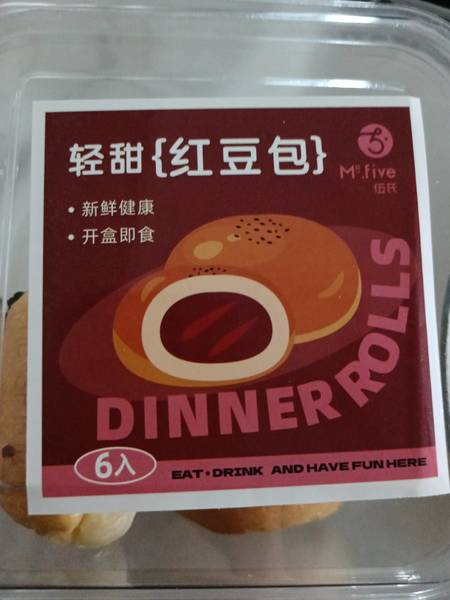 轻甜{红豆包}
Mº.five
伍氏
• 新鲜健康
• 开盒即食
DINNER ROLLS
6入
EAT•DRINK AND HAVE FUN HERE